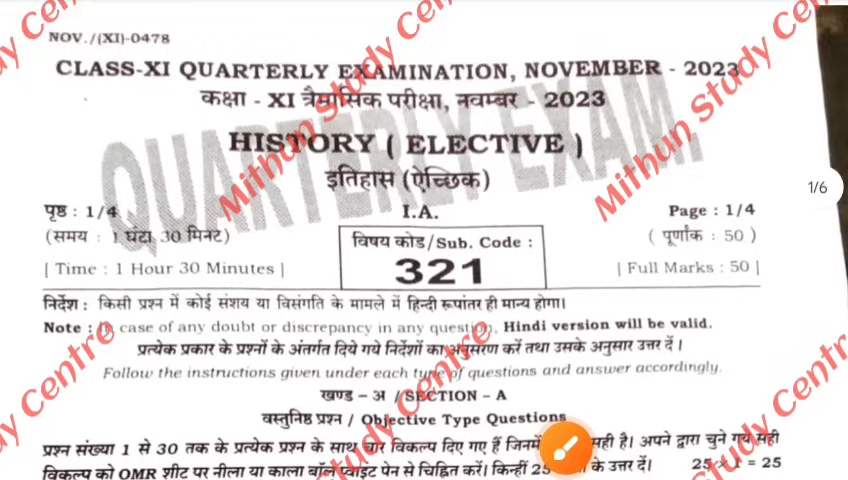 NOV./(XI)-0478
CLASS-XI QUARTERLY EXAMINATION, NOVEMBER - 2023
कक्षा - XI त्रैमासिक परीक्षा, नवम्बर - 2023
QUARTERLY EXAM.
HISTORY ( ELECTIVE )
इतिहास (ऐच्छिक)
पृष्ठ : 1/4 I.A. Page : 1/4
(समय : 1 घंटा 30 मिनट) विषय कोड/Sub. Code : ( पूर्णांक : 50 )
[ Time : 1 Hour 30 Minutes ] 321 [ Full Marks : 50 ]
निर्देश : किसी प्रश्न में कोई संशय या विसंगति के मामले में हिन्दी रूपांतर ही मान्य होगा।
Note : In case of any doubt or discrepancy in any question, Hindi version will be valid.
प्रत्येक प्रकार के प्रश्नों के अंतर्गत दिये गये निर्देशों का अनुसरण करें तथा उसके अनुसार उत्तर दें ।
Follow the instructions given under each type of questions and answer accordingly.
खण्ड - अ / SECTION - A
वस्तुनिष्ठ प्रश्न / Objective Type Questions
प्रश्न संख्या 1 से 30 तक के प्रत्येक प्रश्न के साथ चार विकल्प दिए गए हैं जिनमें सही है। अपने द्वारा चुने गये सही
विकल्प को OMR शीट पर नीला या काला बॉल प्वाइंट पेन से चिह्नित करें। किन्हीं 25 के उत्तर दें। 25 x 1 = 25
1/6
Mithun Study Centre
Mithun Study Centre